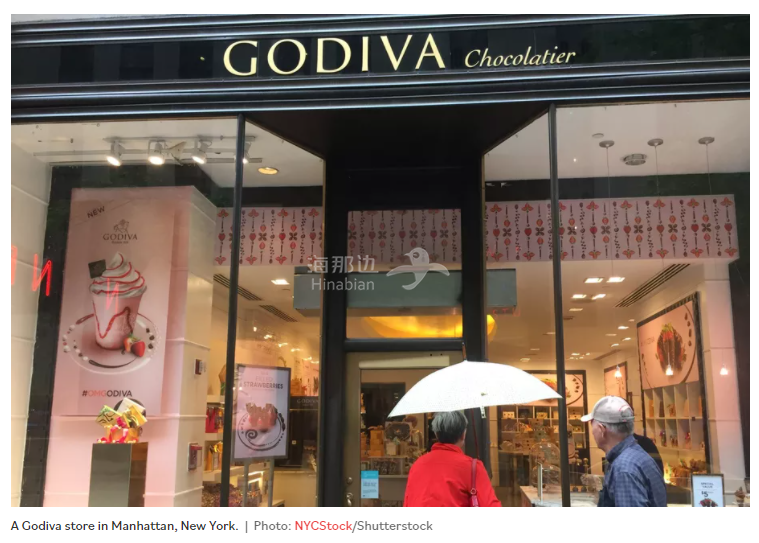 GODIVA Chocolatier
NEW
GODIVA
海那边
Hinabian
STRAWBERRIES
#OMGODIVA
A Godiva store in Manhattan, New York. | Photo: NYCStock/Shutterstock